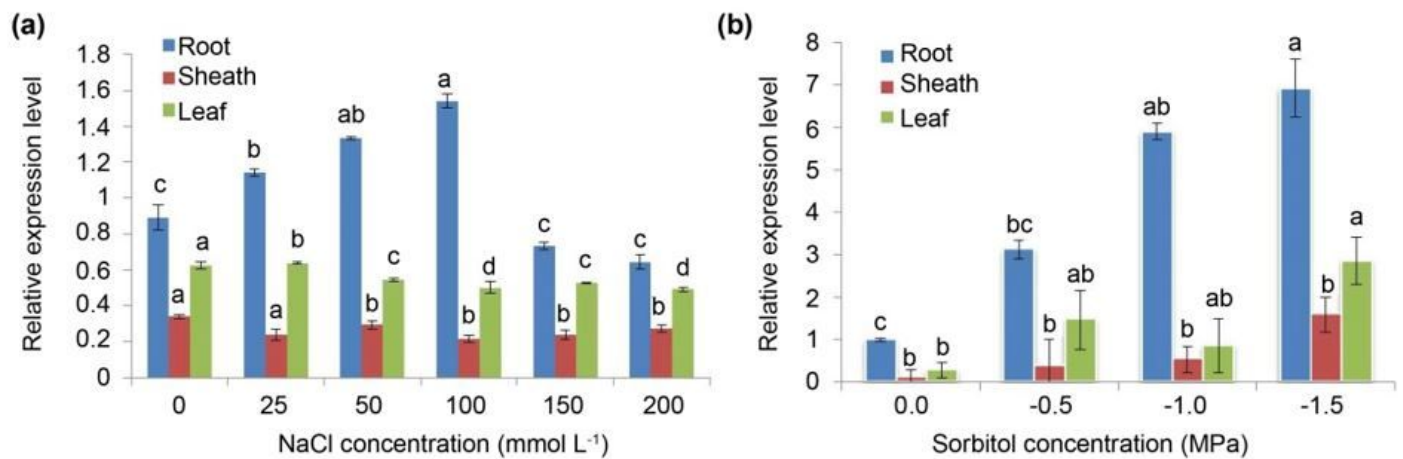 (a)
Relative expression level
1.8
1.6
1.4
1.2
1
0.8
0.6
0.4
0.2
0
Root
Sheath
Leaf
c a a
b a b
ab b c
a b d
c b c
c b d
0 25 50 100 150 200
NaCl concentration (mmol L⁻¹)
(b)
Relative expression level
8
7
6
5
4
3
2
1
0
Root
Sheath
Leaf
c b b
bc b ab
ab b ab
a b a
0.0 -0.5 -1.0 -1.5
Sorbitol concentration (MPa)